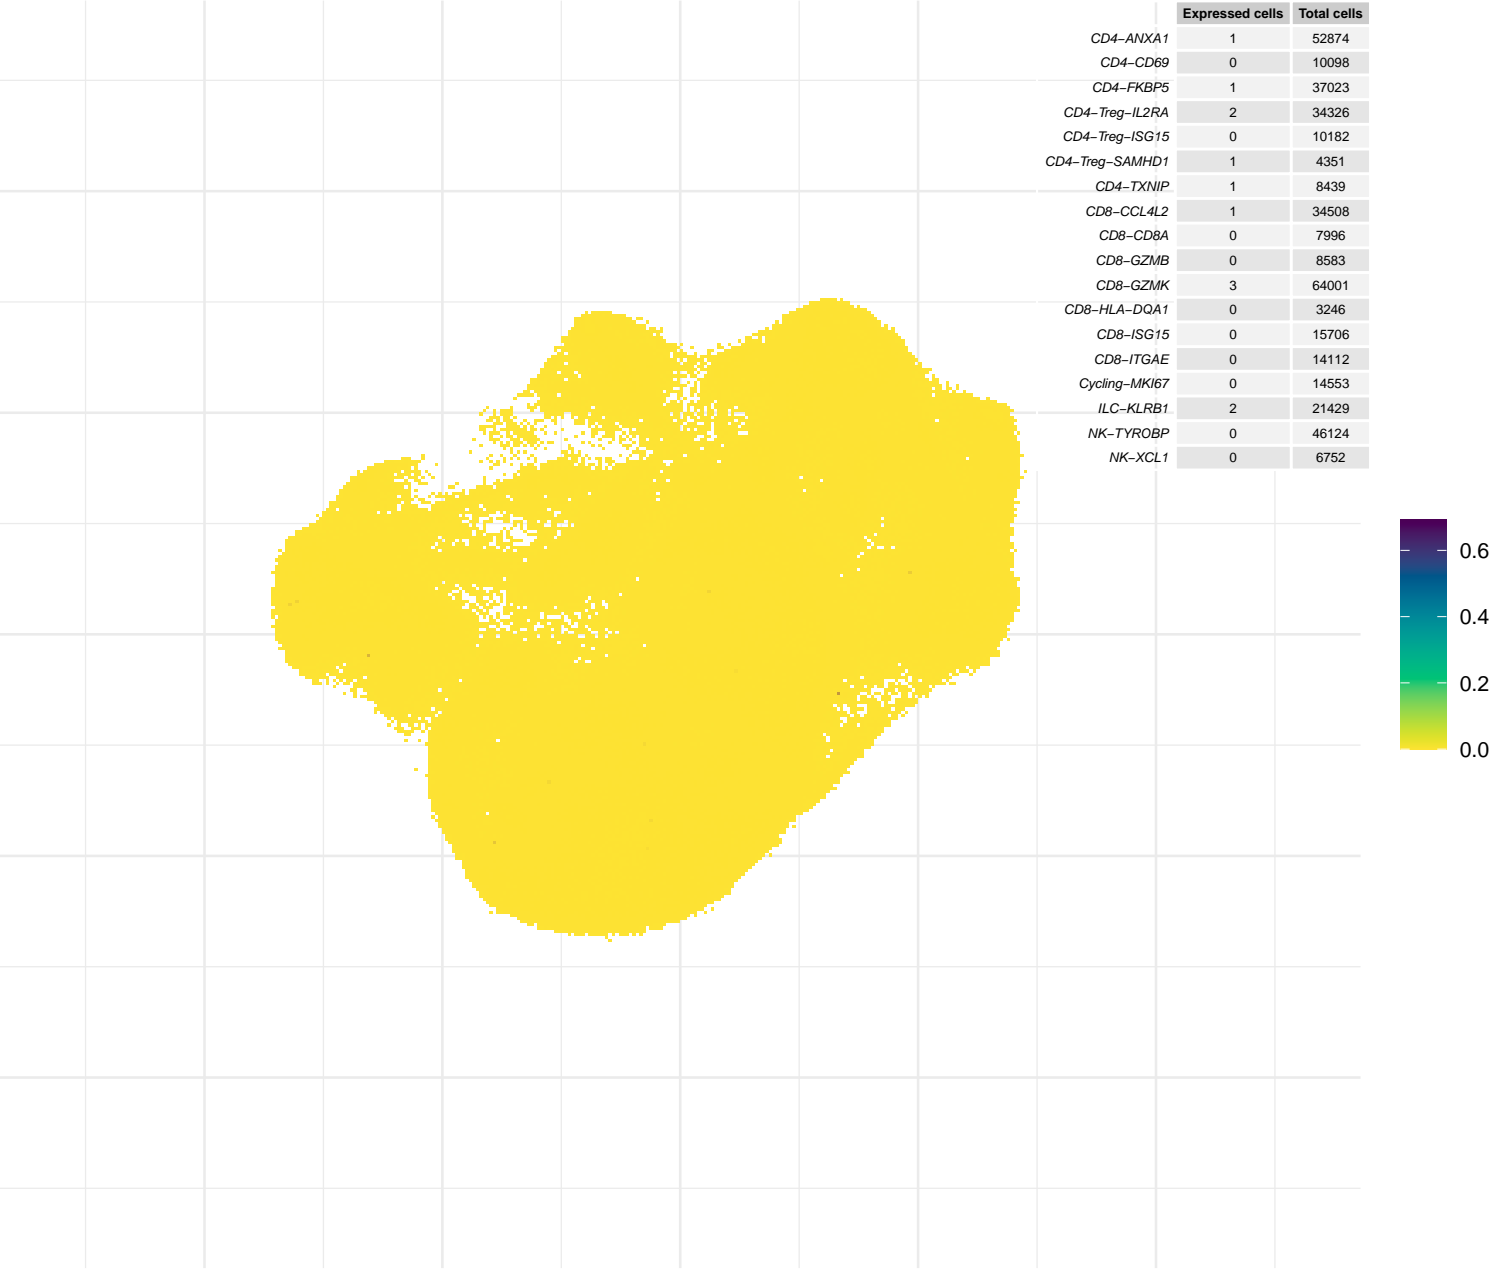 Expressed cells Total cells
CD4−ANXA1 1 52874
CD4−CD69 0 10098
CD4−FKBP5 1 37023
CD4−Treg−IL2RA 2 34326
CD4−Treg−ISG15 0 10182
CD4−Treg−SAMHD1 1 4351
CD4−TXNIP 1 8439
CD8−CCL4L2 1 34508
CD8−CD8A 0 7996
CD8−GZMB 0 8583
CD8−GZMK 3 64001
CD8−HLA−DQA1 0 3246
CD8−ISG15 0 15706
CD8−ITGAE 0 14112
Cycling−MKI67 0 14553
ILC−KLRB1 2 21429
NK−TYROBP 0 46124
NK−XCL1 0 6752
0.6
0.4
0.2
0.0